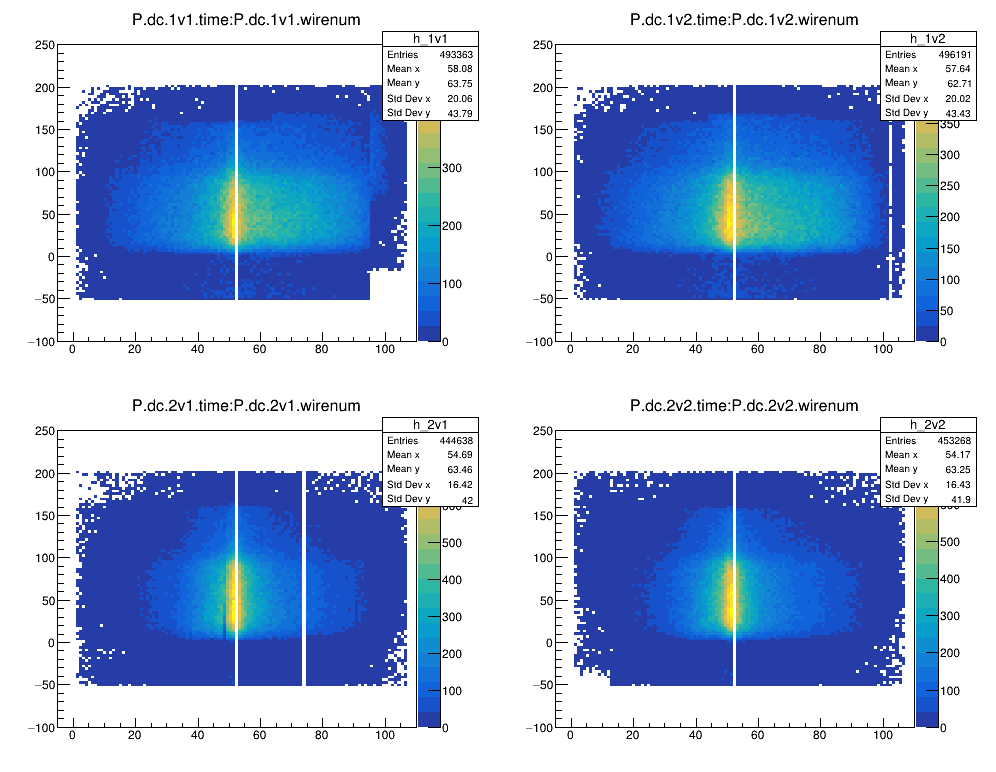 P.dc.1v1.time:P.dc.1v1.wirenum
h_1v1
Entries 493363
Mean x 58.08
Mean y 63.75
Std Dev x 20.06
Std Dev y 43.79
250
200
150
100
50
0
−50
−100
0 20 40 60 80 100
300
200
100
0
P.dc.1v2.time:P.dc.1v2.wirenum
h_1v2
Entries 496191
Mean x 57.64
Mean y 62.71
Std Dev x 20.02
Std Dev y 43.43
250
200
150
100
50
0
−50
−100
0 20 40 60 80 100
350
300
250
200
150
100
50
0
P.dc.2v1.time:P.dc.2v1.wirenum
h_2v1
Entries 444638
Mean x 54.69
Mean y 63.46
Std Dev x 16.42
Std Dev y 42
250
200
150
100
50
0
−50
−100
0 20 40 60 80 100
600
500
400
300
200
100
0
P.dc.2v2.time:P.dc.2v2.wirenum
h_2v2
Entries 453268
Mean x 54.17
Mean y 63.25
Std Dev x 16.43
Std Dev y 41.9
250
200
150
100
50
0
−50
−100
0 20 40 60 80 100
500
400
300
200
100
0